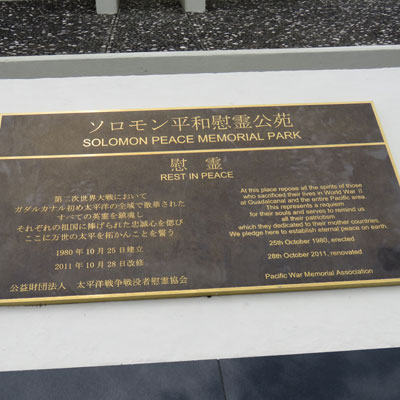 ソロモン平和慰霊公苑
SOLOMON PEACE MEMORIAL PARK
慰 霊
REST IN PEACE
第二次世界大戦において
ガダルカナル初め太平洋の全域で散華された
すべての英霊を鎮魂し
それぞれの祖国に捧げられた忠誠心を偲び
ここに万世の太平を拓かんことを誓う
1980年10月25日建立
2011年10月28日改修
公益財団法人 太平洋戦争戦没者慰霊協会
At this place repose all the spirits of those
who sacrificed their lives in World War II
at Guadalcanal and the entire Pacific area.
This represents a requiem
for their souls and serves to remind us
all their patriotism
which they dedicated to their mother countries.
We pledge here to establish eternal peace on earth.
25th October 1980, erected
28th October 2011, renovated
Pacific War Memorial Association